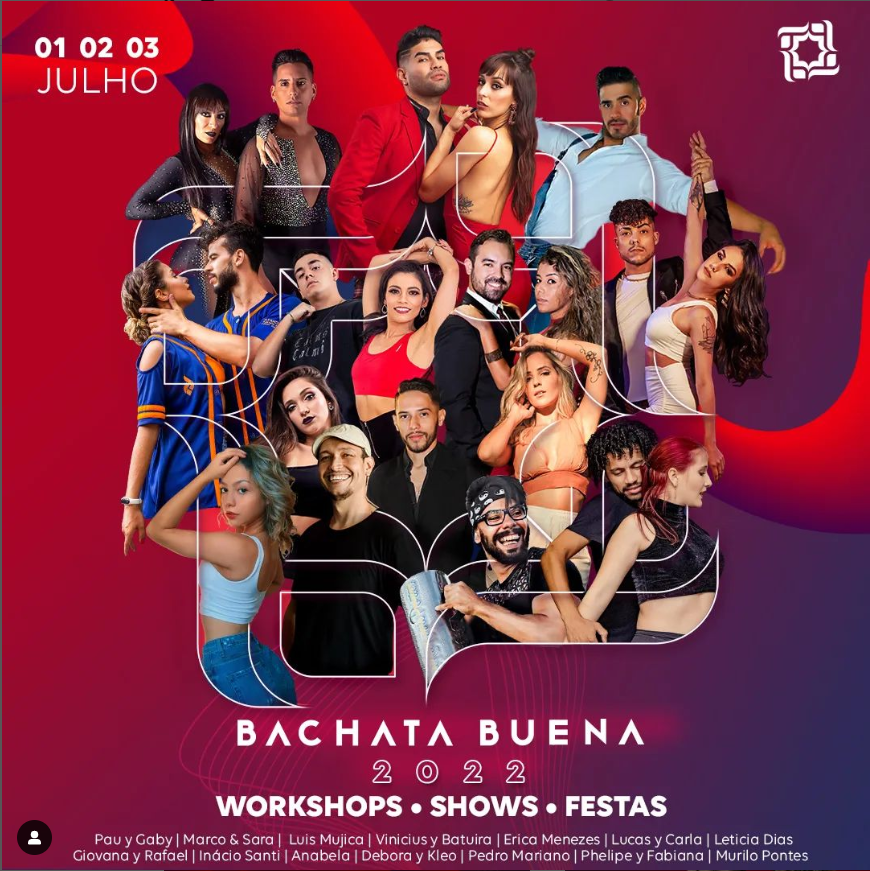 01 02 03
JULHO
BACHATA BUENA
2022
WORKSHOPS • SHOWS • FESTAS
Pau y Gaby | Marco & Sara | Luis Mujica | Vinicius y Batuira | Erica Menezes | Lucas y Carla | Leticia Dias
Giovana y Rafael | Inácio Santi | Anabela | Debora y Kleo | Pedro Mariano | Phelipe y Fabiana | Murilo Pontes